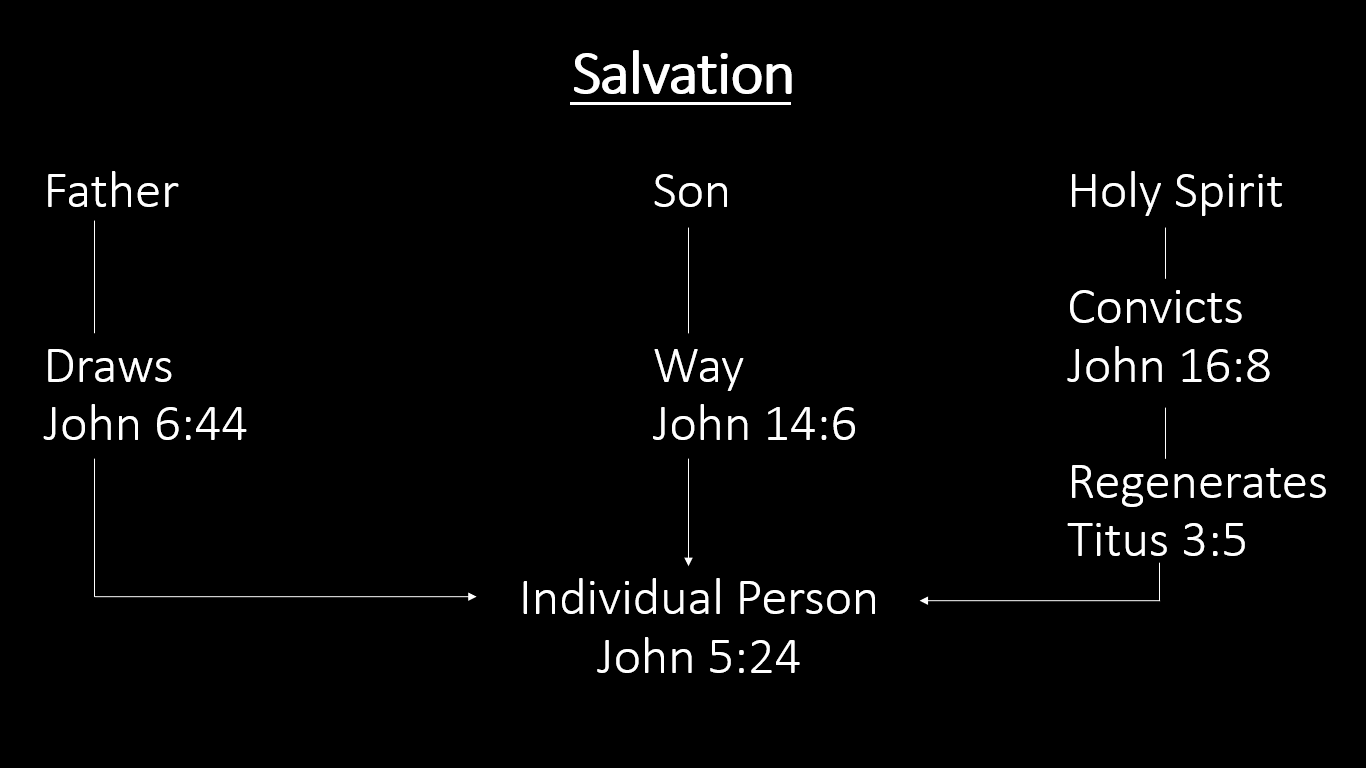 Salvation
Father
Draws
John 6:44
Son
Way
John 14:6
Holy Spirit
Convicts
John 16:8
Regenerates
Titus 3:5
Individual Person
John 5:24